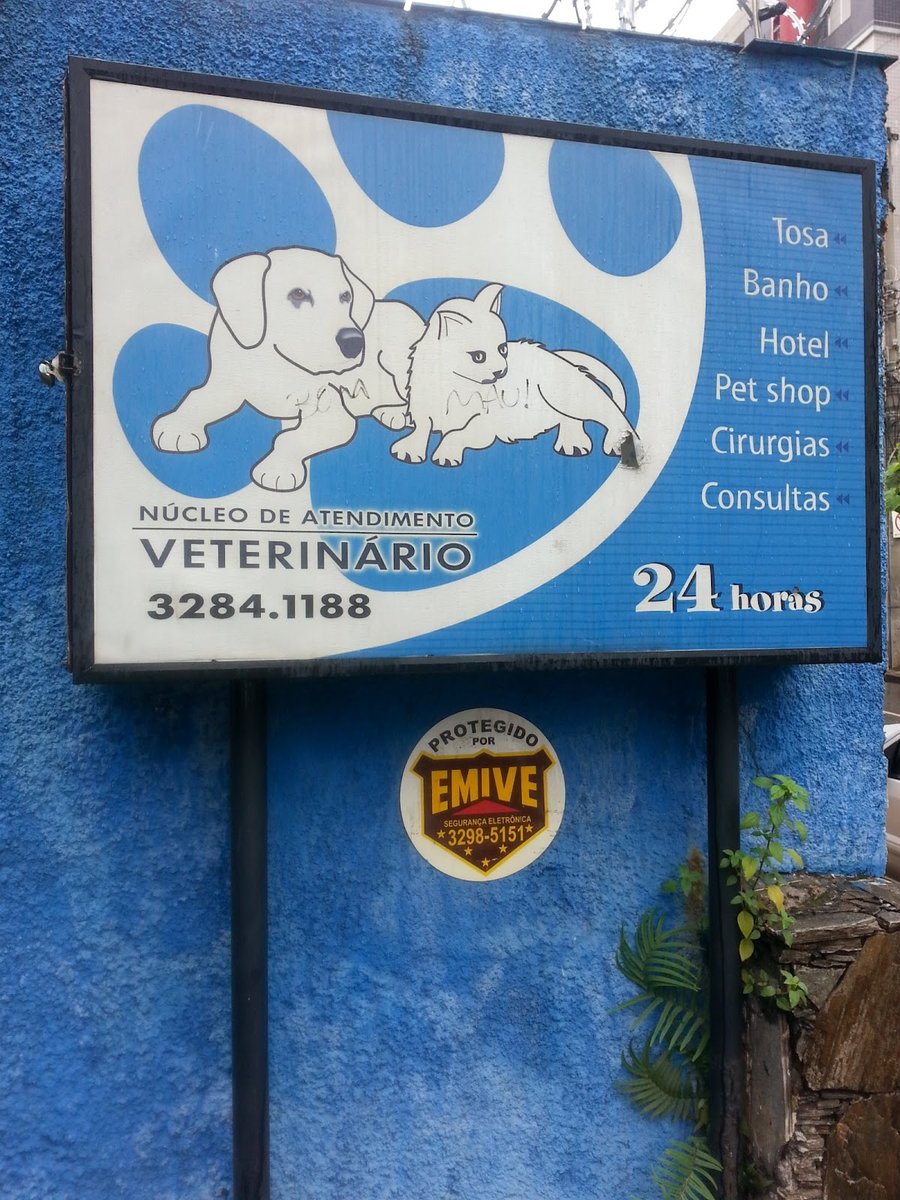 Tosa
Banho
Hotel
Pet shop
Cirurgias
Consultas
24 horas
BOM
MAU!
NÚCLEO DE ATENDIMENTO
VETERINÁRIO
3284.1188
PROTEGIDO
POR
EMIVE
SEGURANÇA ELETRÔNICA
3298-5151